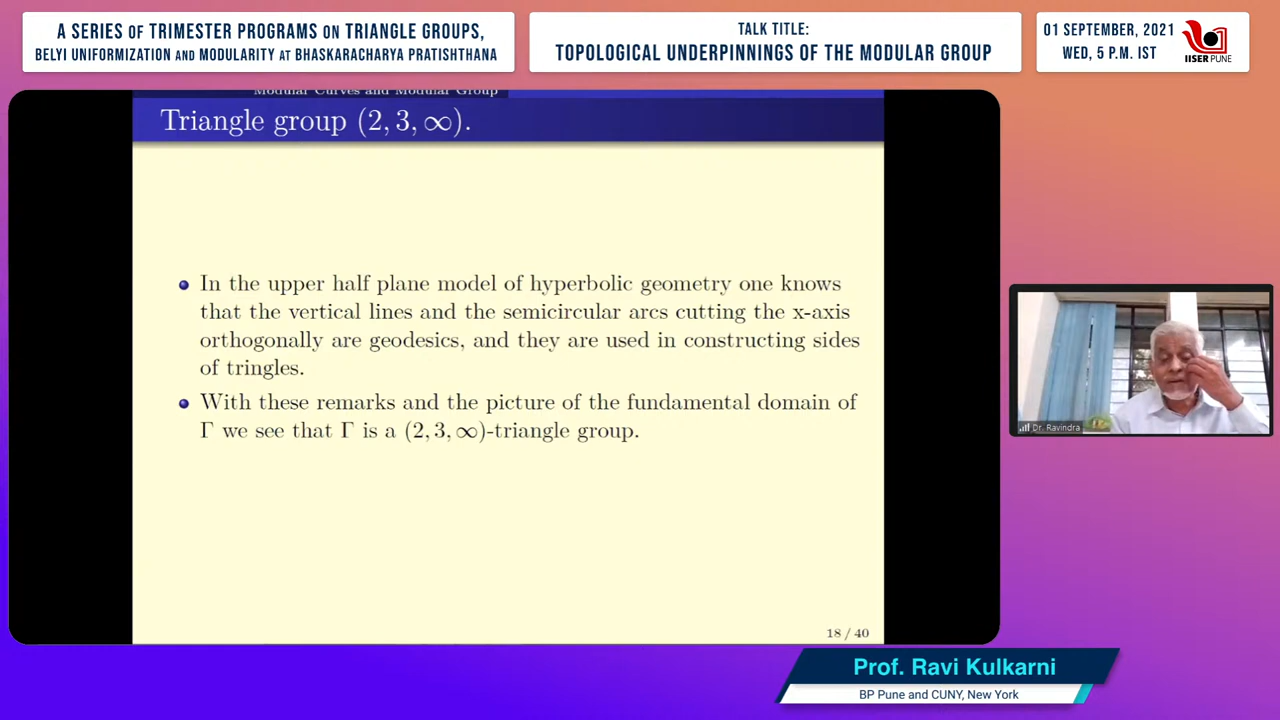 A SERIES OF TRIMESTER PROGRAMS ON TRIANGLE GROUPS,
BELYI UNIFORMIZATION AND MODULARITY AT BHASKARACHARYA PRATISHTHANA
TALK TITLE:
TOPOLOGICAL UNDERPINNINGS OF THE MODULAR GROUP
01 SEPTEMBER, 2021
WED, 5 P.M. IST
IISER PUNE
Modular Curves and Modular Group
Triangle group (2, 3, ∞).
In the upper half plane model of hyperbolic geometry one knows
that the vertical lines and the semicircular arcs cutting the x-axis
orthogonally are geodesics, and they are used in constructing sides
of tringles.
With these remarks and the picture of the fundamental domain of
Γ we see that Γ is a (2, 3, ∞)-triangle group.
18 / 40
Dr. Ravindra
Prof. Ravi Kulkarni
BP Pune and CUNY, New York